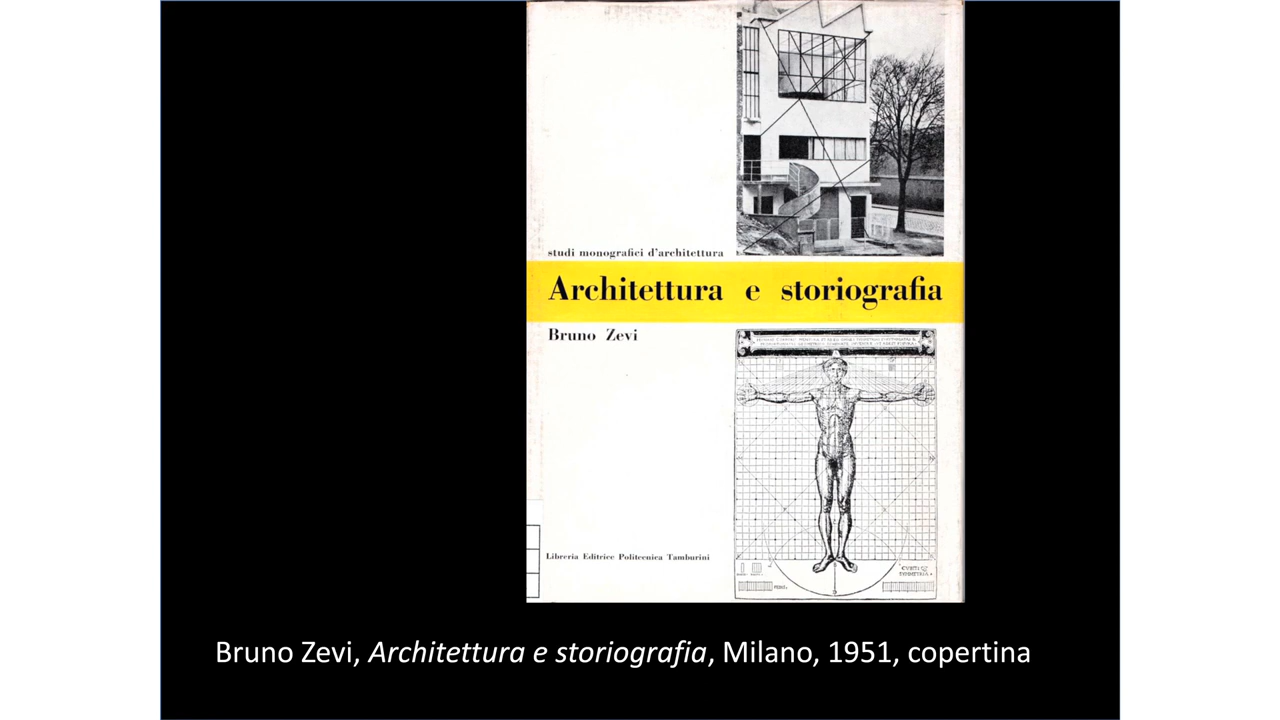 studi monografici d'architettura
Architettura e storiografia
Bruno Zevi
Libreria Editrice Politecnica Tamburini
Bruno Zevi, Architettura e storiografia, Milano, 1951, copertina